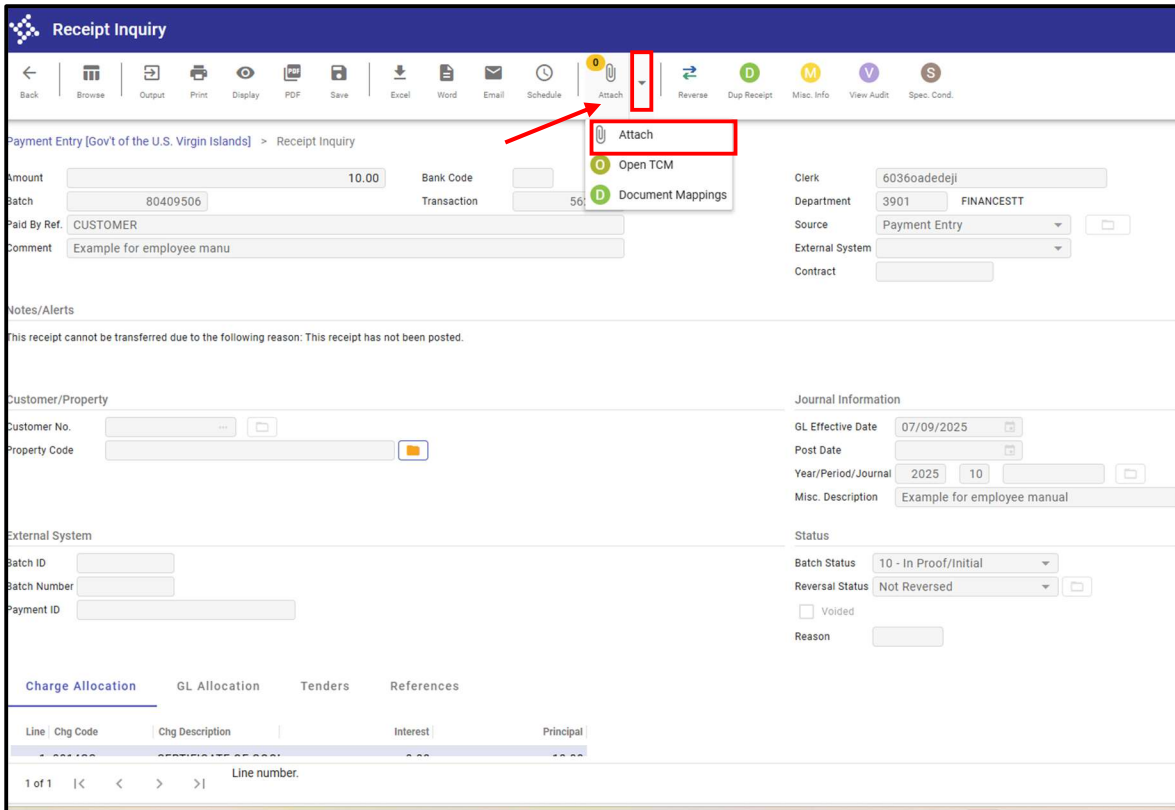 Receipt Inquiry
0
Back Browse Output Print Display PDF Save Excel Word Email Schedule Attach Reverse Dup Receipt Misc. Info View Audit Spec. Cond.
PDF D M V S
Attach
O Open TCM
D Document Mappings
Payment Entry [Gov't of the U.S. Virgin Islands] > Receipt Inquiry
Amount 10.00 Bank Code Clerk 6036oadedeji
Batch 80409506 Transaction Department 3901 FINANCESTT
Paid By Ref. CUSTOMER Source Payment Entry
Comment Example for employee manu External System
Contract
Notes/Alerts
This receipt cannot be transferred due to the following reason: This receipt has not been posted.
Customer/Property Journal Information
Customer No. ... GL Effective Date 07/09/2025
Property Code Post Date
Year/Period/Journal 2025 10
Misc. Description Example for employee manual
External System Status
Batch ID Batch Status 10 - In Proof/Initial
Batch Number Reversal Status Not Reversed
Payment ID Voided
Reason
Charge Allocation GL Allocation Tenders References
Line Chg Code Chg Description Interest Principal
1 of 1 |< < > >| Line number.